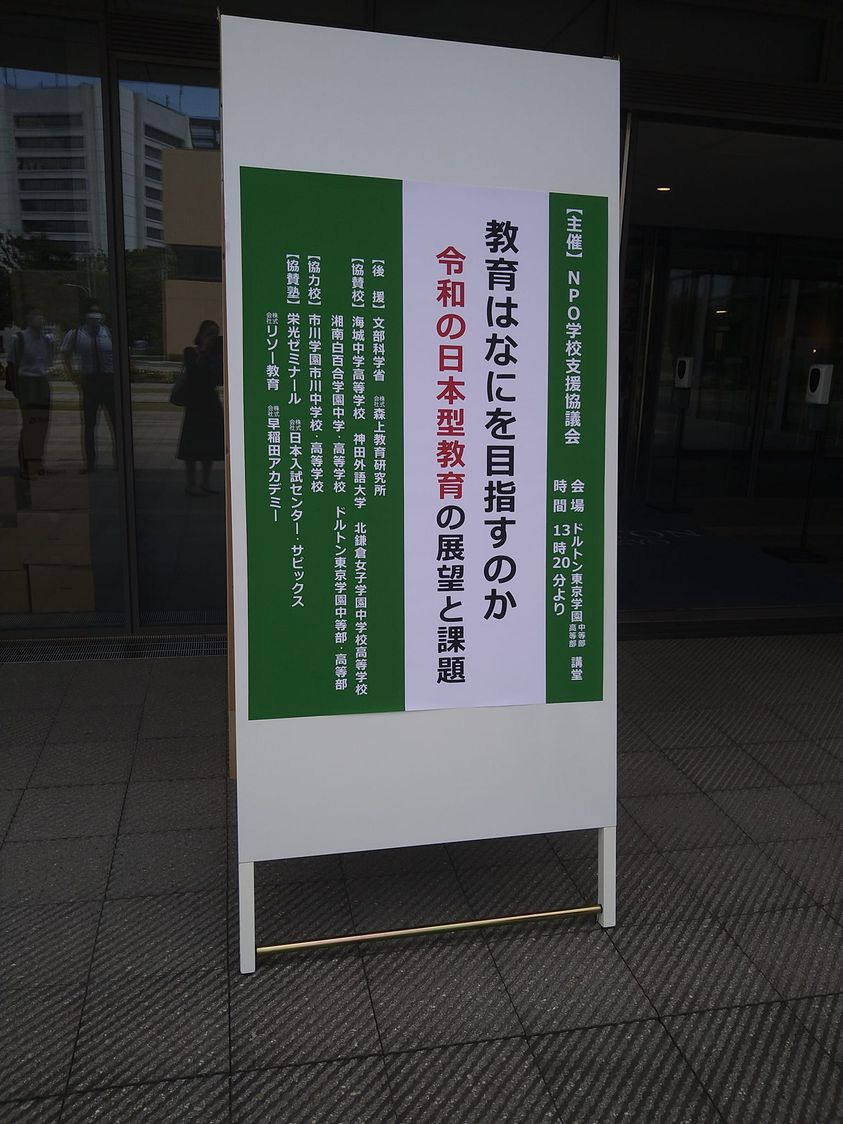 【主催】 NPO学校支援協議会
会場 ドルトン東京学園 中等部 高等部 講堂
時間 13時20分より
教育はなにを目指すのか
令和の日本型教育の展望と課題
【後 援】 文部科学省 株式会社 森上教育研究所
【協賛校】 海城中学高等学校 神田外語大学 北鎌倉女子学園中学校高等学校
湘南白百合学園中学・高等学校 ドルトン東京学園中等部・高等部
【協力校】 市川学園市川中学校・高等学校
【協賛塾】 栄光ゼミナール 株式会社 日本入試センター・サピックス
株式会社 リソー教育 株式会社 早稲田アカデミー